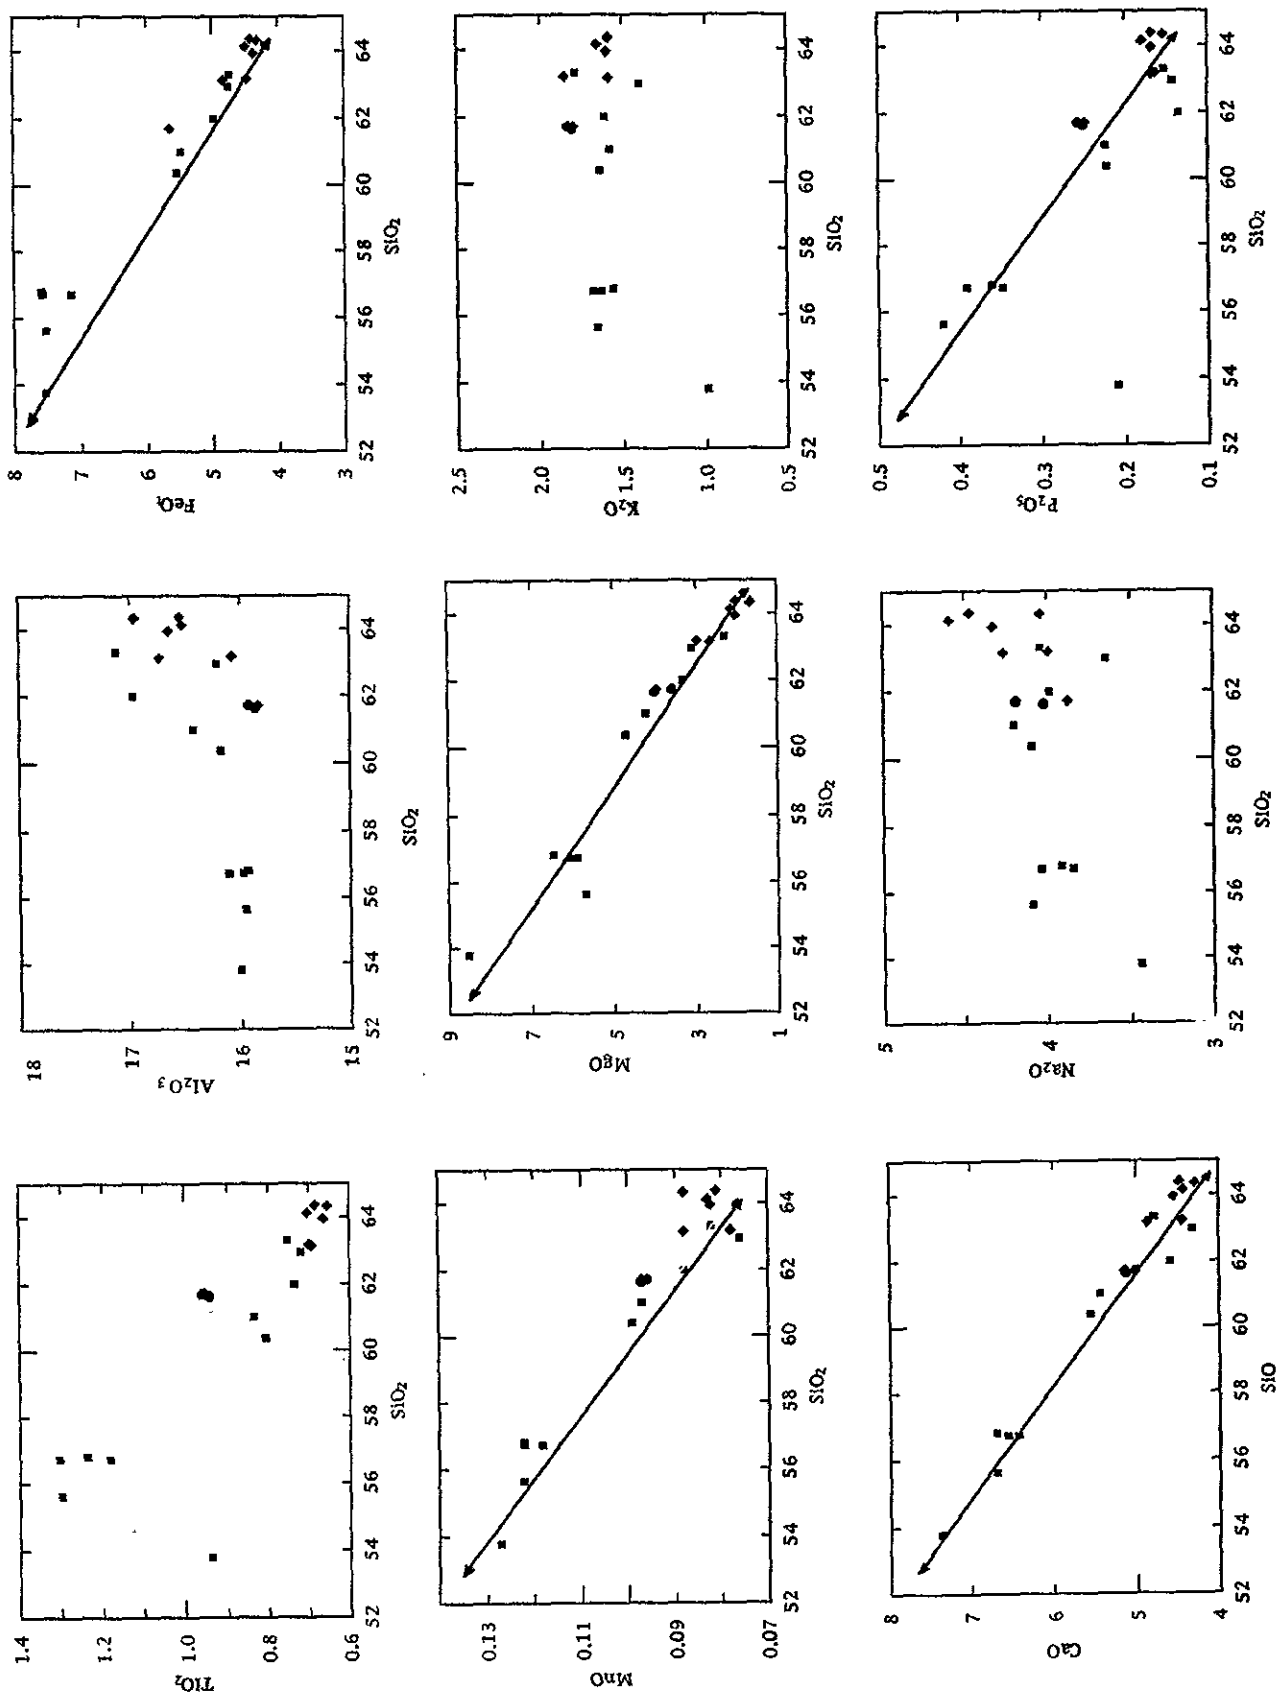 TiO₂
1.4
1.2
1.0
0.8
0.6
52 54 56 58 60 62 64
SiO₂
Al₂O₃
18
17
16
15
52 54 56 58 60 62 64
SiO₂
FeOₜ
8
7
6
5
4
3
52 54 56 58 60 62 64
SiO₂
MnO
0.13
0.11
0.09
0.07
52 54 56 58 60 62 64
SiO₂
MgO
9
7
5
3
1
52 54 56 58 60 62 64
SiO₂
K₂O
2.5
2.0
1.5
1.0
0.5
52 54 56 58 60 62 64
SiO₂
CaO
8
7
6
5
4
52 54 56 58 60 62 64
SiO
Na₂O
5
4
3
52 54 56 58 60 62 64
SiO₂
P₂O₅
0.5
0.4
0.3
0.2
0.1
52 54 56 58 60 62 64
SiO₂